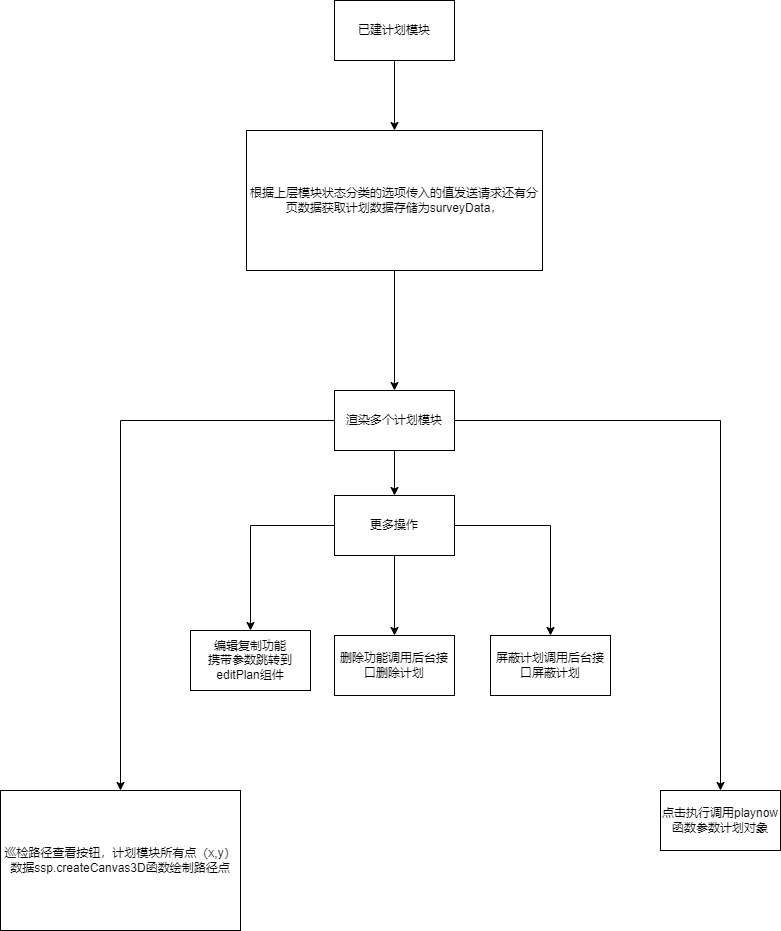 已建计划模块
根据上层模块状态分类的选项传入的值发送请求还有分
页数据获取计划数据存储为surveyData，
渲染多个计划模块
更多操作
编辑复制功能
携带参数跳转到
editPlan组件
删除功能调用后台接
口删除计划
屏蔽计划调用后台接
口屏蔽计划
巡检路径查看按钮，计划模块所有点（x,y）
数据ssp.createCanvas3D函数绘制路径点
点击执行调用playnow
函数参数计划对象